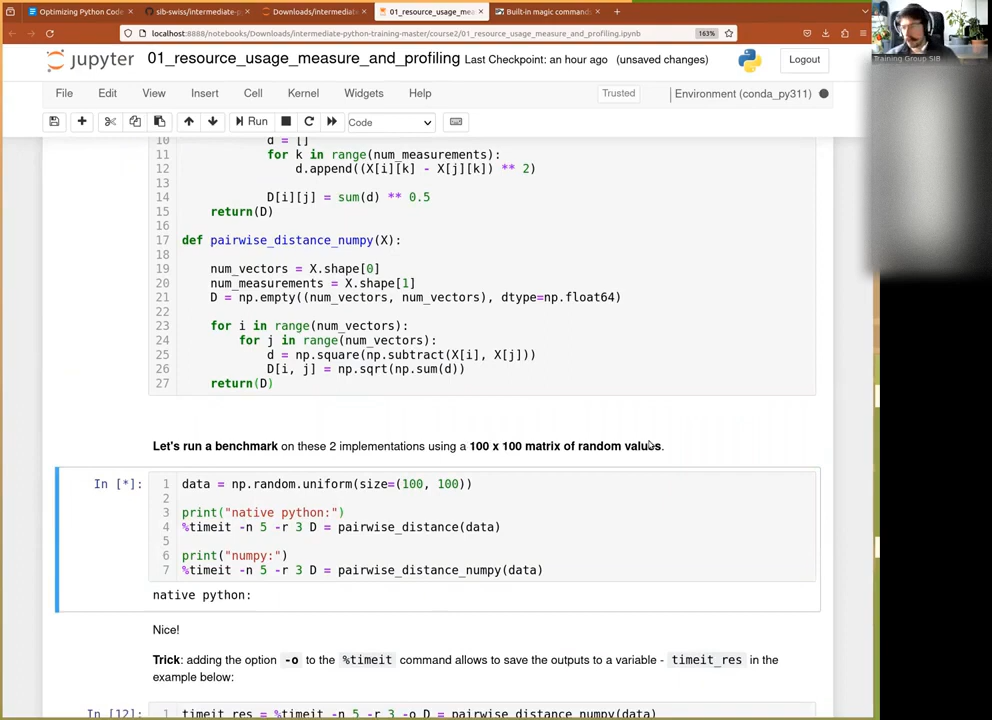 Optimizing Python Code
sib-swiss/intermediate-p
Downloads/intermediate
01_resource_usage_mea
Built-in magic command
localhost:8888/notebooks/Downloads/intermediate-python-training-master/course2/01_resource_usage_measure_and_profiling.ipynb
163%
Training Group SIB
jupyter 01_resource_usage_measure_and_profiling Last Checkpoint: an hour ago (unsaved changes)
Logout
File Edit View Insert Cell Kernel Widgets Help
Trusted
Environment (conda_py311)
Run
Code
10 d = []
11 for k in range(num_measurements):
12 d.append((X[i][k] - X[j][k]) ** 2)
13
14 D[i][j] = sum(d) ** 0.5
15 return(D)
16
17 def pairwise_distance_numpy(X):
18
19 num_vectors = X.shape[0]
20 num_measurements = X.shape[1]
21 D = np.empty((num_vectors, num_vectors), dtype=np.float64)
22
23 for i in range(num_vectors):
24 for j in range(num_vectors):
25 d = np.square(np.subtract(X[i], X[j]))
26 D[i, j] = np.sqrt(np.sum(d))
27 return(D)
Let's run a benchmark on these 2 implementations using a 100 x 100 matrix of random values.
In [*]: 1 data = np.random.uniform(size=(100, 100))
2
3 print("native python:")
4 %timeit -n 5 -r 3 D = pairwise_distance(data)
5
6 print("numpy:")
7 %timeit -n 5 -r 3 D = pairwise_distance_numpy(data)
native python:
Nice!
Trick: adding the option -o to the %timeit command allows to save the outputs to a variable - timeit_res in the
example below:
In [12]: 1 timeit_res = %timeit -n 5 -r 3 -o D = pairwise_distance_numpy(data)